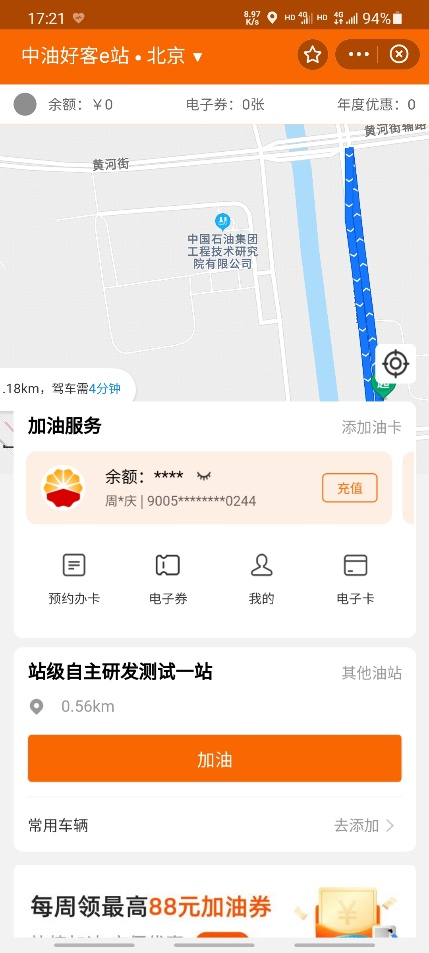 17:21
8.97 K/s HD 4G HD 4G 94%
中油好客e站 • 北京 ▼
余额：￥0 电子券：0张 年度优惠：0
黄河街辅路
黄河街
中国石油集团
工程技术研究
院有限公司
.18km，驾车需4分钟
加油服务 添加油卡
余额：****
周*庆 | 9005********0244
充值
预约办卡 电子券 我的 电子卡
站级自主研发测试一站 其他油站
0.56km
加油
常用车辆 去添加
每周领最高88元加油券